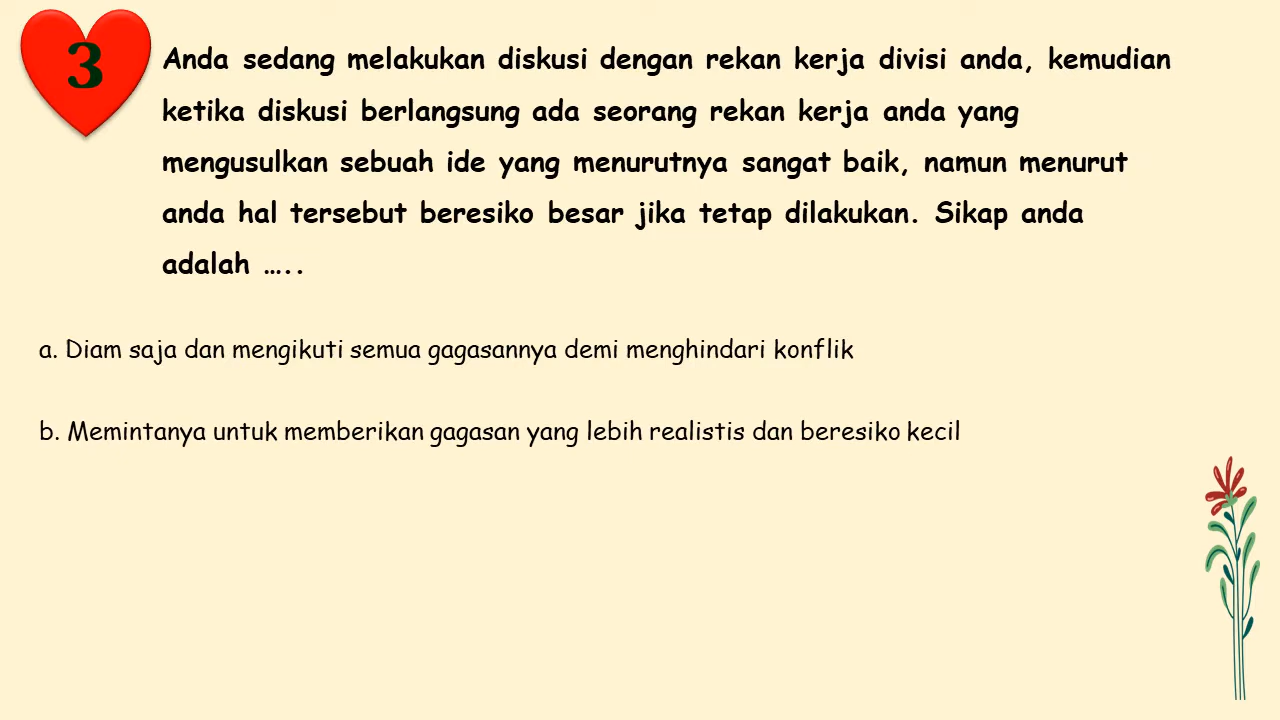 3
Anda sedang melakukan diskusi dengan rekan kerja divisi anda, kemudian
ketika diskusi berlangsung ada seorang rekan kerja anda yang
mengusulkan sebuah ide yang menurutnya sangat baik, namun menurut
anda hal tersebut beresiko besar jika tetap dilakukan. Sikap anda
adalah …..
a. Diam saja dan mengikuti semua gagasannya demi menghindari konflik
b. Memintanya untuk memberikan gagasan yang lebih realistis dan beresiko kecil